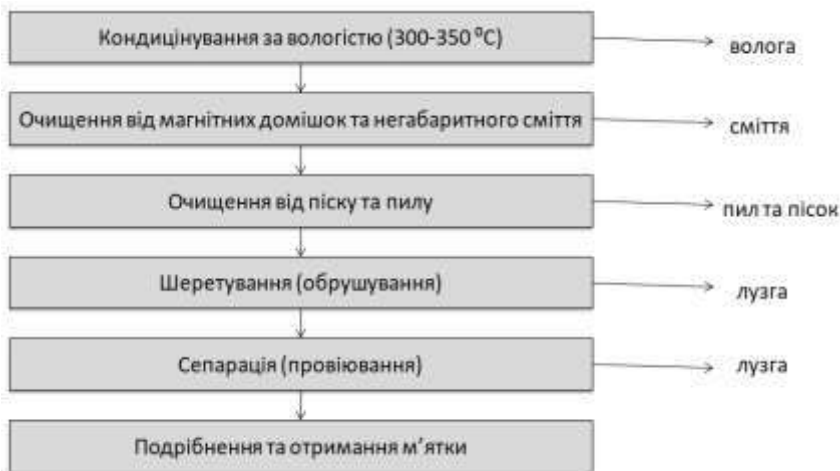 Кондицінування за вологістю (300-350 ⁰С)
волога
Очищення від магнітних домішок та негабаритного сміття
сміття
Очищення від піску та пилу
пил та пісок
Шеретування (обрушування)
лузга
Сепарація (провіювання)
лузга
Подрібнення та отримання м’ятки